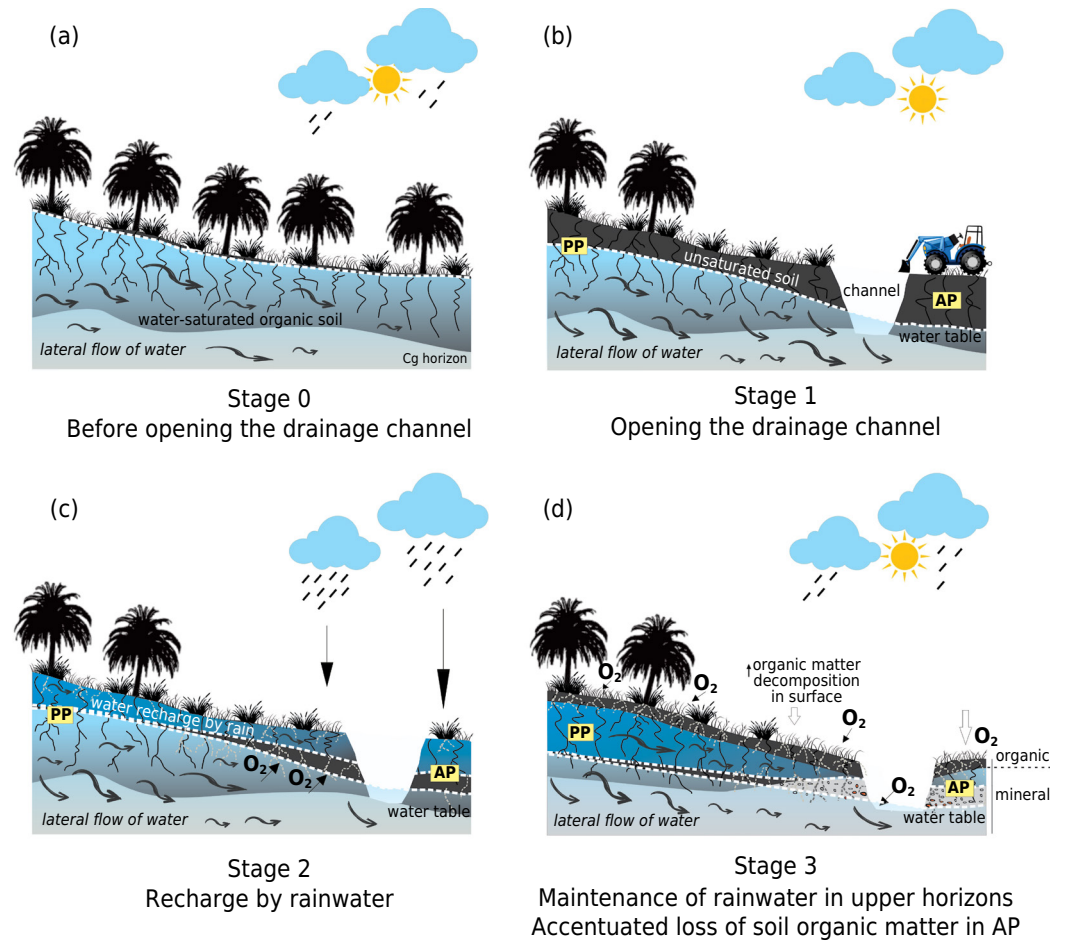 (a)
water-saturated organic soil
lateral flow of water
Cg horizon
Stage 0
Before opening the drainage channel
(b)
PP
unsaturated soil
channel
AP
water table
lateral flow of water
Stage 1
Opening the drainage channel
(c)
water recharge by rain
PP
O2
O2
AP
water table
lateral flow of water
Stage 2
Recharge by rainwater
(d)
O2
O2
↑organic matter
decomposition
in surface
O2
O2
organic
PP
O2
AP
mineral
water table
lateral flow of water
Stage 3
Maintenance of rainwater in upper horizons
Accentuated loss of soil organic matter in AP